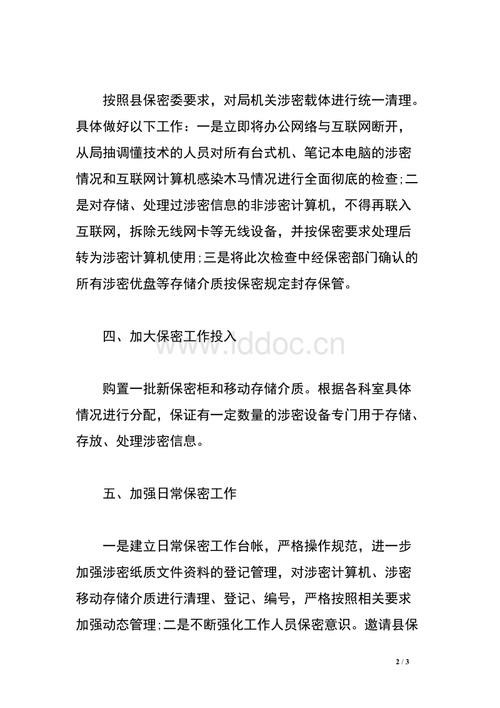 按照县保密委要求，对局机关涉密载体进行统一清理。
具体做好以下工作：一是立即将办公网络与互联网断开，
从局抽调懂技术的人员对所有台式机、笔记本电脑的涉密
情况和互联网计算机感染木马情况进行全面彻底的检查;二
是对存储、处理过涉密信息的非涉密计算机，不得再联入
互联网，拆除无线网卡等无线设备，并按保密要求处理后
转为涉密计算机使用;三是将此次检查中经保密部门确认的
所有涉密优盘等存储介质按保密规定封存保管。
四、加大保密工作投入
www.lddoc.cn
购置一批新保密柜和移动存储介质。根据各科室具体
情况进行分配，保证有一定数量的涉密设备专门用于存储、
存放、处理涉密信息。
五、加强日常保密工作
一是建立日常保密工作台帐，严格操作规范，进一步
加强涉密纸质文件资料的登记管理，对涉密计算机、涉密
移动存储介质进行清理、登记、编号，严格按照相关要求
加强动态管理;二是不断强化工作人员保密意识。邀请县保
2 / 3